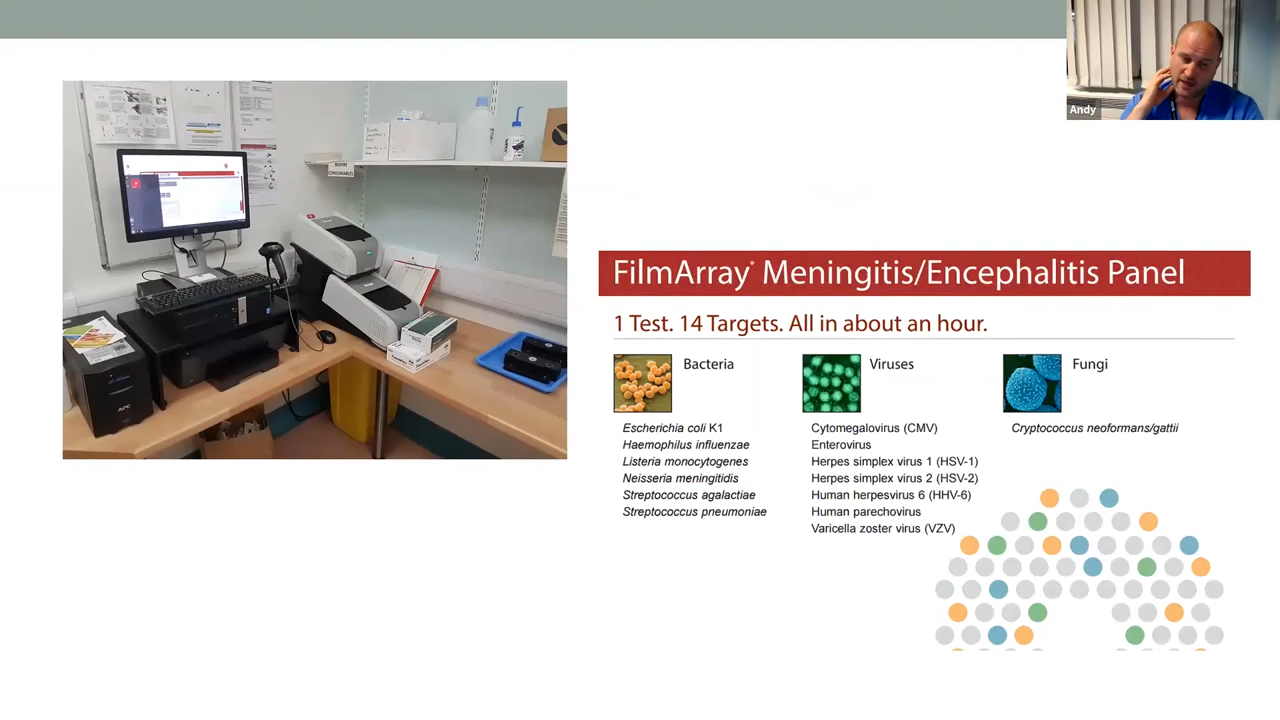 Andy
BIOFIRE
CONSUMABLES
APC
FilmArray® Meningitis/Encephalitis Panel
1 Test. 14 Targets. All in about an hour.
Bacteria
Escherichia coli K1
Haemophilus influenzae
Listeria monocytogenes
Neisseria meningitidis
Streptococcus agalactiae
Streptococcus pneumoniae
Viruses
Cytomegalovirus (CMV)
Enterovirus
Herpes simplex virus 1 (HSV-1)
Herpes simplex virus 2 (HSV-2)
Human herpesvirus 6 (HHV-6)
Human parechovirus
Varicella zoster virus (VZV)
Fungi
Cryptococcus neoformans/gattii